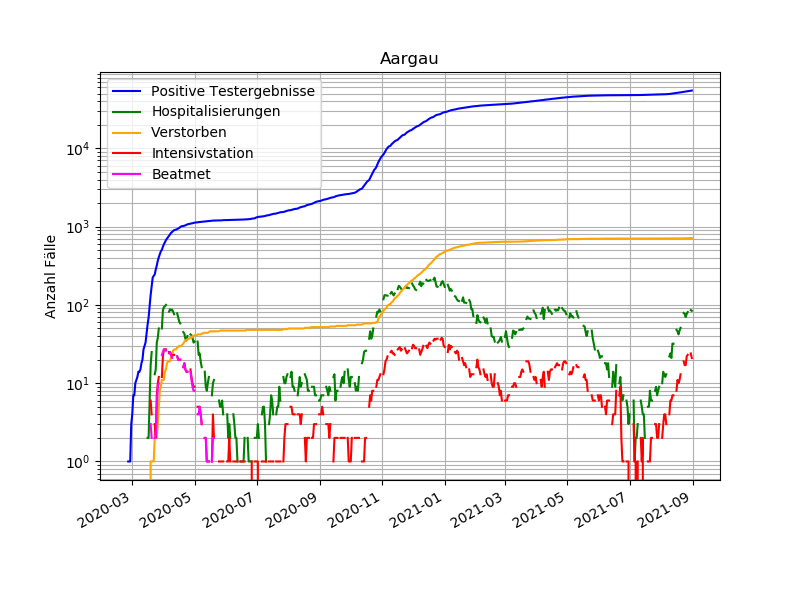 Aargau
Positive Testergebnisse
Hospitalisierungen
Verstorben
Intensivstation
Beatmet
Anzahl Fälle
10⁴
10³
10²
10¹
10⁰
2020-03
2020-05
2020-07
2020-09
2020-11
2021-01
2021-03
2021-05
2021-07
2021-09